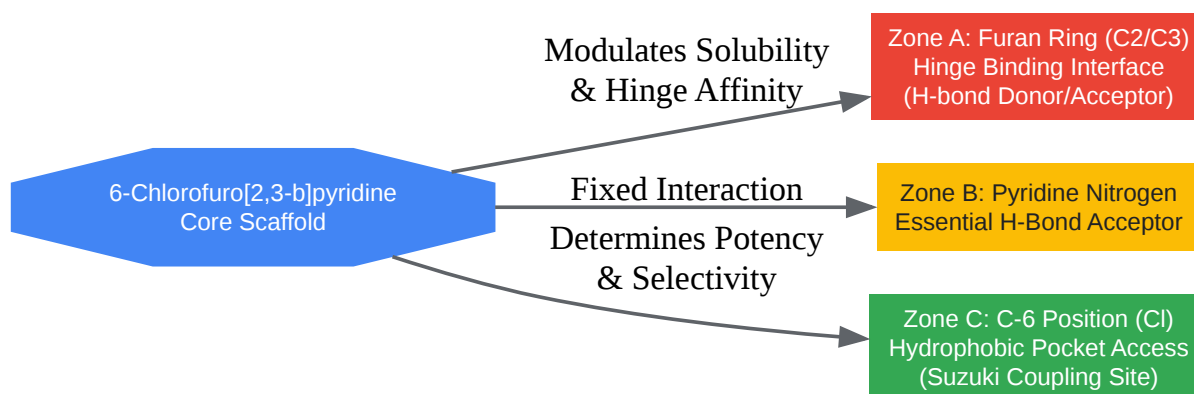 6-Chlorofuro[2,3-b]pyridine
Core Scaffold
Modulates Solubility
& Hinge Affinity
Zone A: Furan Ring (C2/C3)
Hinge Binding Interface
(H-bond Donor/Acceptor)
Fixed Interaction
Zone B: Pyridine Nitrogen
Essential H-Bond Acceptor
Determines Potency
& Selectivity
Zone C: C-6 Position (Cl)
Hydrophobic Pocket Access
(Suzuki Coupling Site)